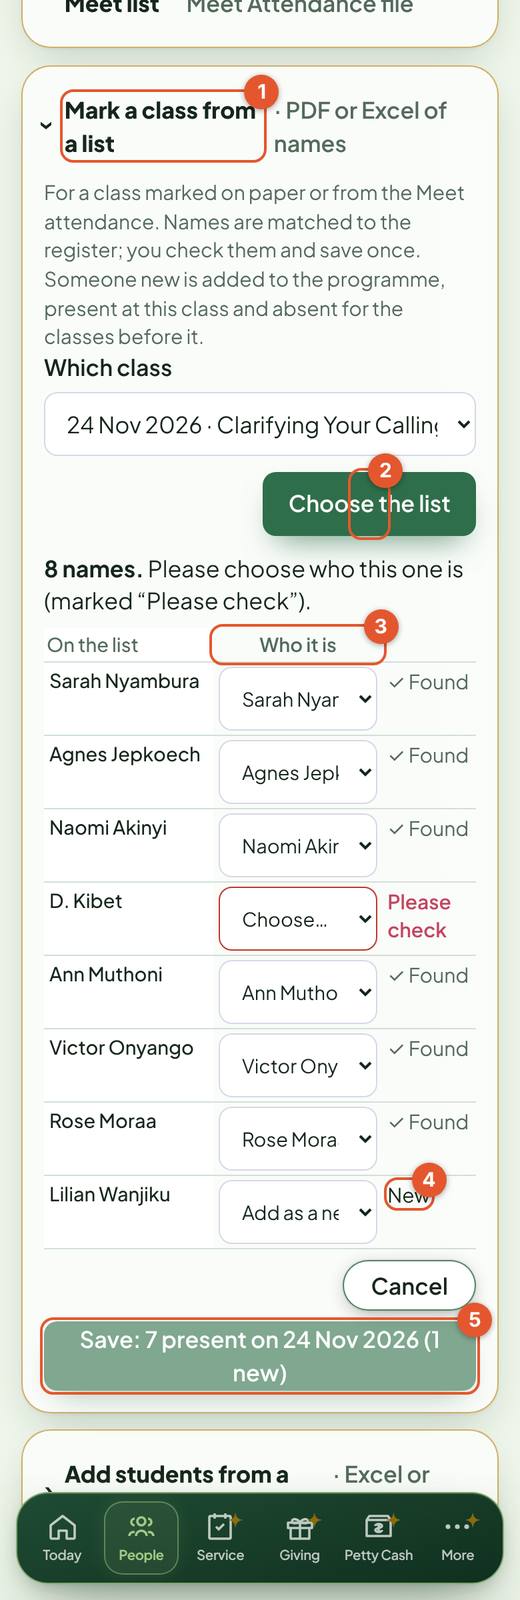 Meet list Meet Attendance file
1
Mark a class from a list · PDF or Excel of names
For a class marked on paper or from the Meet
attendance. Names are matched to the
register; you check them and save once.
Someone new is added to the programme,
present at this class and absent for the
classes before it.
Which class
24 Nov 2026 · Clarifying Your Calling
2
Choose the list
8 names. Please choose who this one is
(marked “Please check”).
3
On the list Who it is
Sarah Nyambura Sarah Nyar ✓ Found
Agnes Jepkoech Agnes Jepk ✓ Found
Naomi Akinyi Naomi Akir ✓ Found
D. Kibet Choose... Please check
Ann Muthoni Ann Mutho ✓ Found
Victor Onyango Victor Ony ✓ Found
Rose Moraa Rose Mora ✓ Found
4
Lilian Wanjiku Add as a ne New
Cancel
5
Save: 7 present on 24 Nov 2026 (1
new)
Add students from a · Excel or
Today People Service Giving Petty Cash More